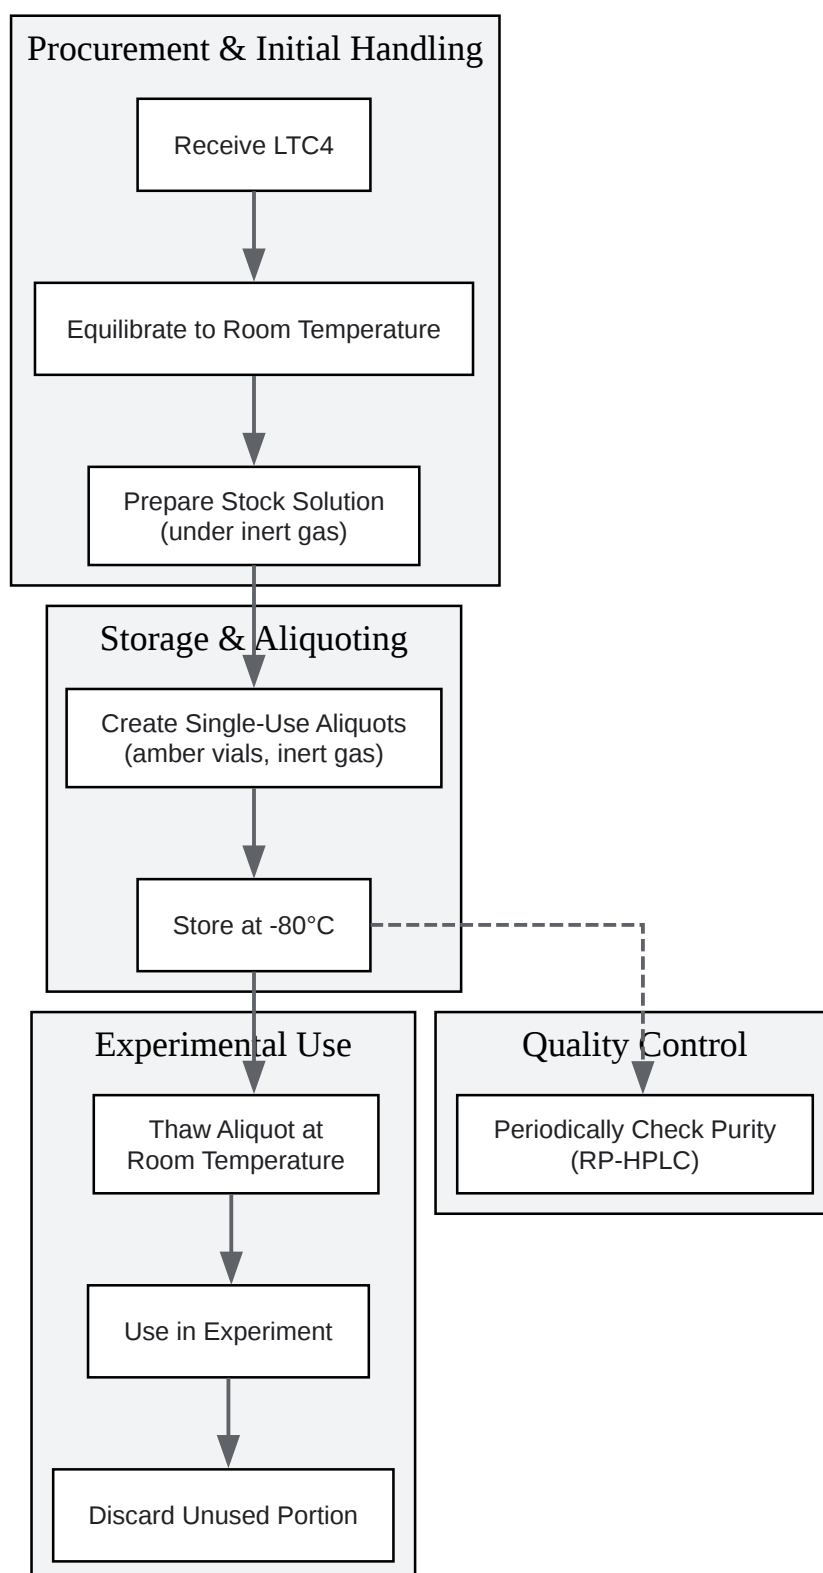 Procurement & Initial Handling
Receive LTC4
Equilibrate to Room Temperature
Prepare Stock Solution
(under inert gas)
Storage & Aliquoting
Create Single-Use Aliquots
(amber vials, inert gas)
Store at -80°C
Experimental Use
Thaw Aliquot at
Room Temperature
Use in Experiment
Discard Unused Portion
Quality Control
Periodically Check Purity
(RP-HPLC)